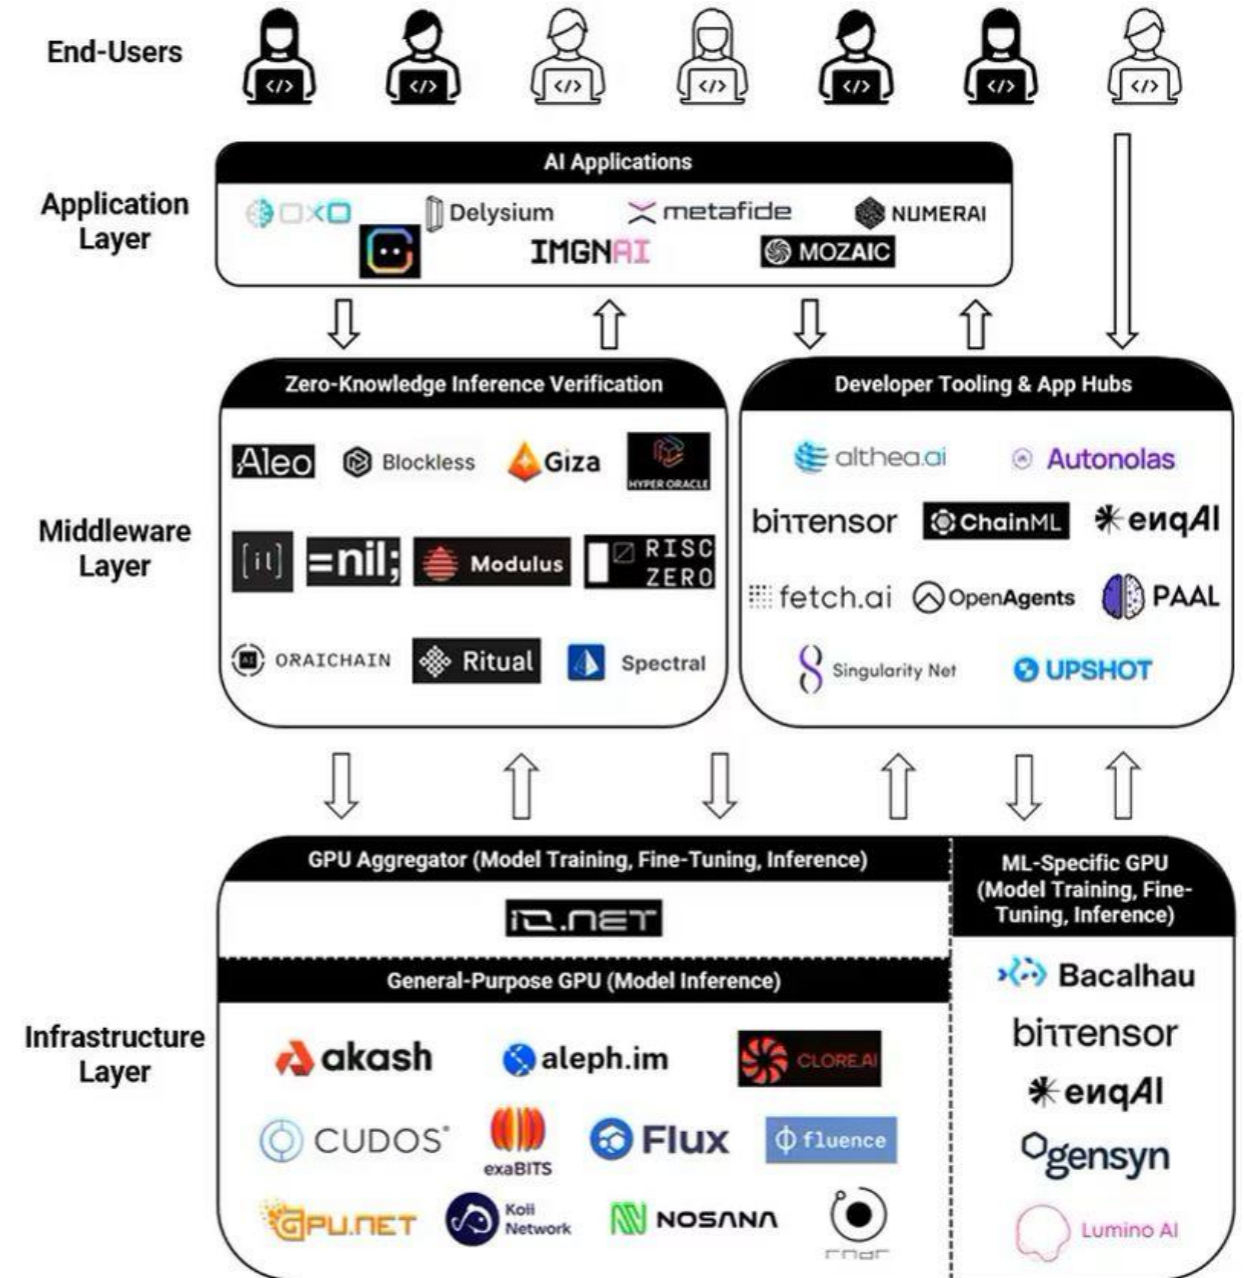 End-Users
</> </> </> </> </> </> </>
Application
Layer
AI Applications
OXO Delysium metafide NUMERAI
IMGNAI MOZAIC
Middleware
Layer
Zero-Knowledge Inference Verification
Aleo Blockless Giza HYPER ORACLE
[il] =nil; Modulus RISC
ZERO
AI ORAICHAIN Ritual Spectral
Developer Tooling & App Hubs
althea.ai Autonolas
bittensor ChainML enqAI
fetch.ai OpenAgents PAAL
Singularity Net UPSHOT
Infrastructure
Layer
GPU Aggregator (Model Training, Fine-Tuning, Inference)
io.net
General-Purpose GPU (Model Inference)
akash aleph.im CLORE.AI
CUDOS exaBITS Flux fluence
GPU.NET Koii
Network NOSANA rndr
ML-Specific GPU
(Model Training, Fine-
Tuning, Inference)
Bacalhau
bittensor
enqAI
gensyn
Lumino AI